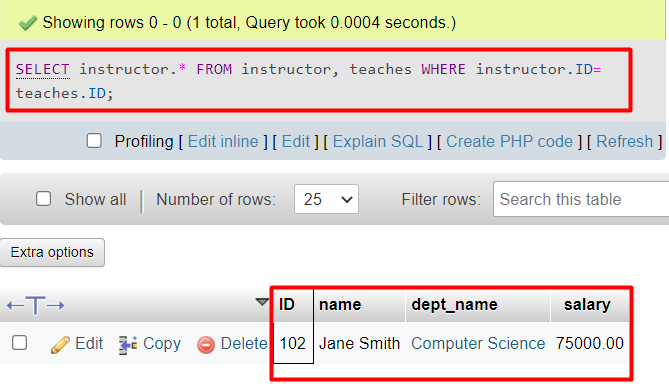 Showing rows 0 - 0 (1 total, Query took 0.0004 seconds.)
SELECT instructor.* FROM instructor, teaches WHERE instructor.ID=
teaches.ID;
Profiling [ Edit inline ] [ Edit ] [ Explain SQL ] [ Create PHP code ] [ Refresh ]
Show all Number of rows: 25 Filter rows: Search this table
Extra options
←T→ ID name dept_name salary
Edit Copy Delete 102 Jane Smith Computer Science 75000.00